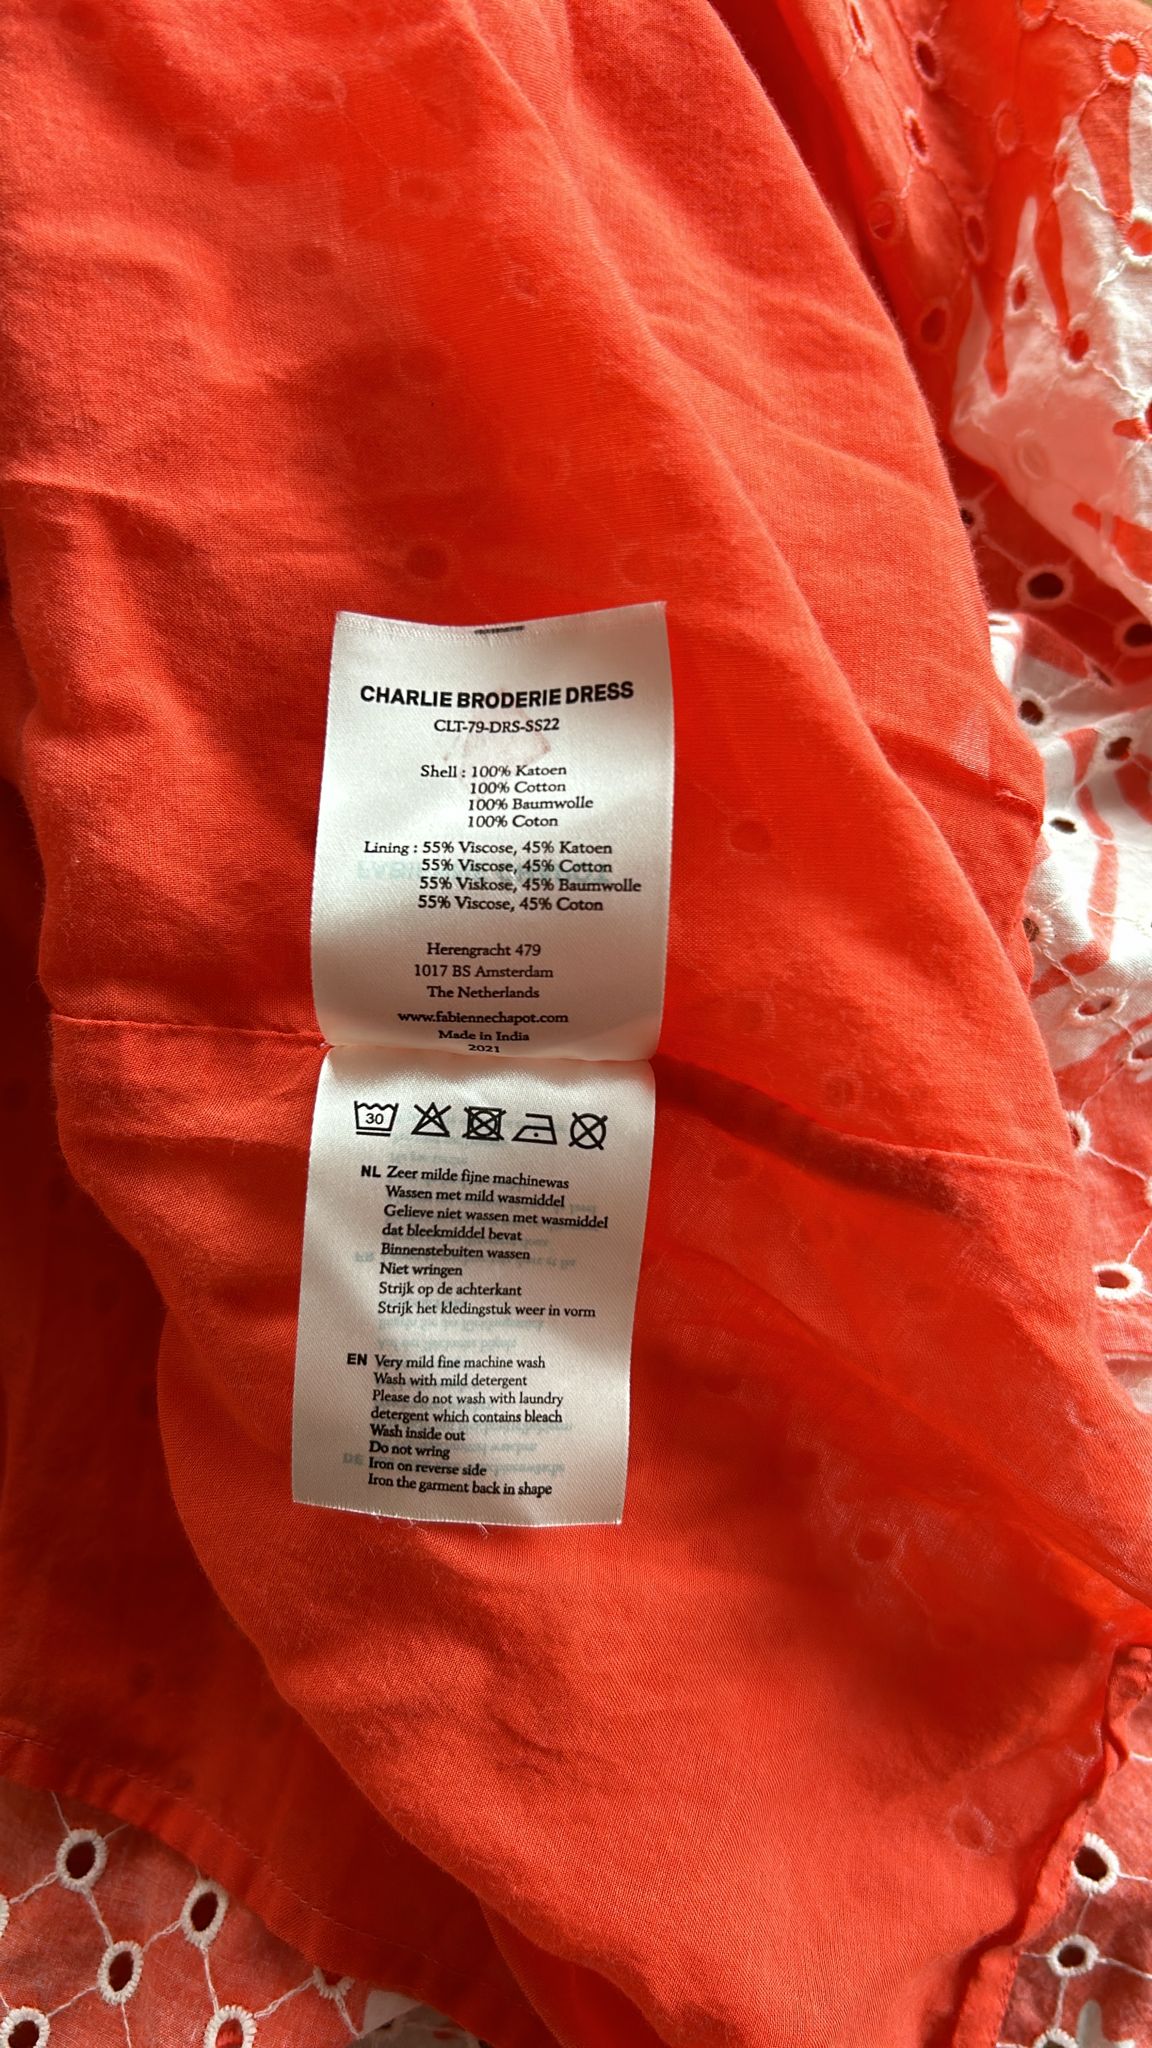 CHARLIE BRODERIE DRESS
CLT-79-DRS-SS22
Shell : 100% Katoen
100% Cotton
100% Baumwolle
100% Coton
Lining : 55% Viscose, 45% Katoen
55% Viscose, 45% Cotton
55% Viskose, 45% Baumwolle
55% Viscose, 45% Coton
Herengracht 479
1017 BS Amsterdam
The Netherlands
www.fabiennechapot.com
Made in India
2021
30
NL Zeer milde fijne machinewas
Wassen met mild wasmiddel
Gelieve niet wassen met wasmiddel
dat bleekmiddel bevat
Binnenstebuiten wassen
Niet wringen
Strijk op de achterkant
Strijk het kledingstuk weer in vorm
EN Very mild fine machine wash
Wash with mild detergent
Please do not wash with laundry
detergent which contains bleach
Wash inside out
Do not wring
Iron on reverse side
Iron the garment back in shape